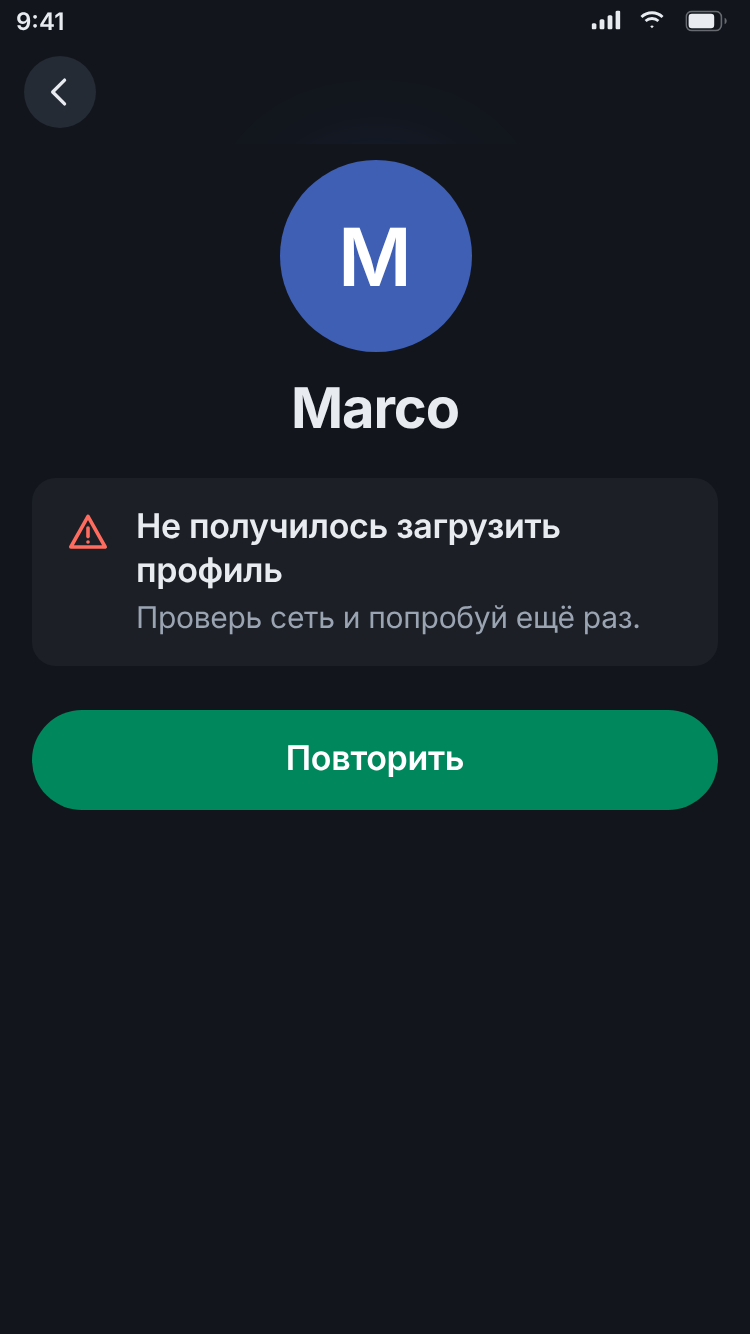 9:41
M
Marco
Не получилось загрузить
профиль
Проверь сеть и попробуй ещё раз.
Повторить